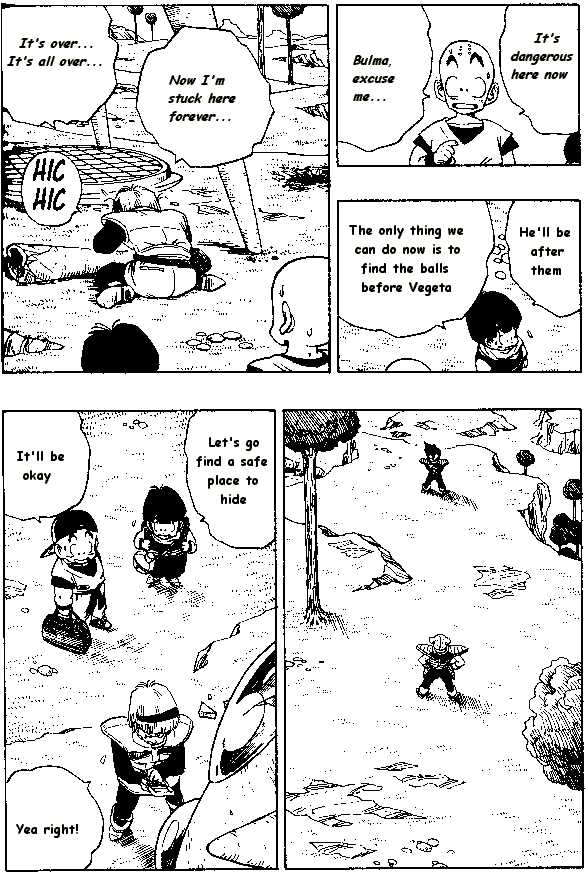 It's over...
It's all over...
Now I'm
stuck here
forever...
HIC
HIC
It's
dangerous
here now
Bulma,
excuse
me...
He'll be
after
them
The only thing we
can do now is to
find the balls
before Vegeta
Let's go
find a safe
place to
hide
It'll be
okay
Yea right!